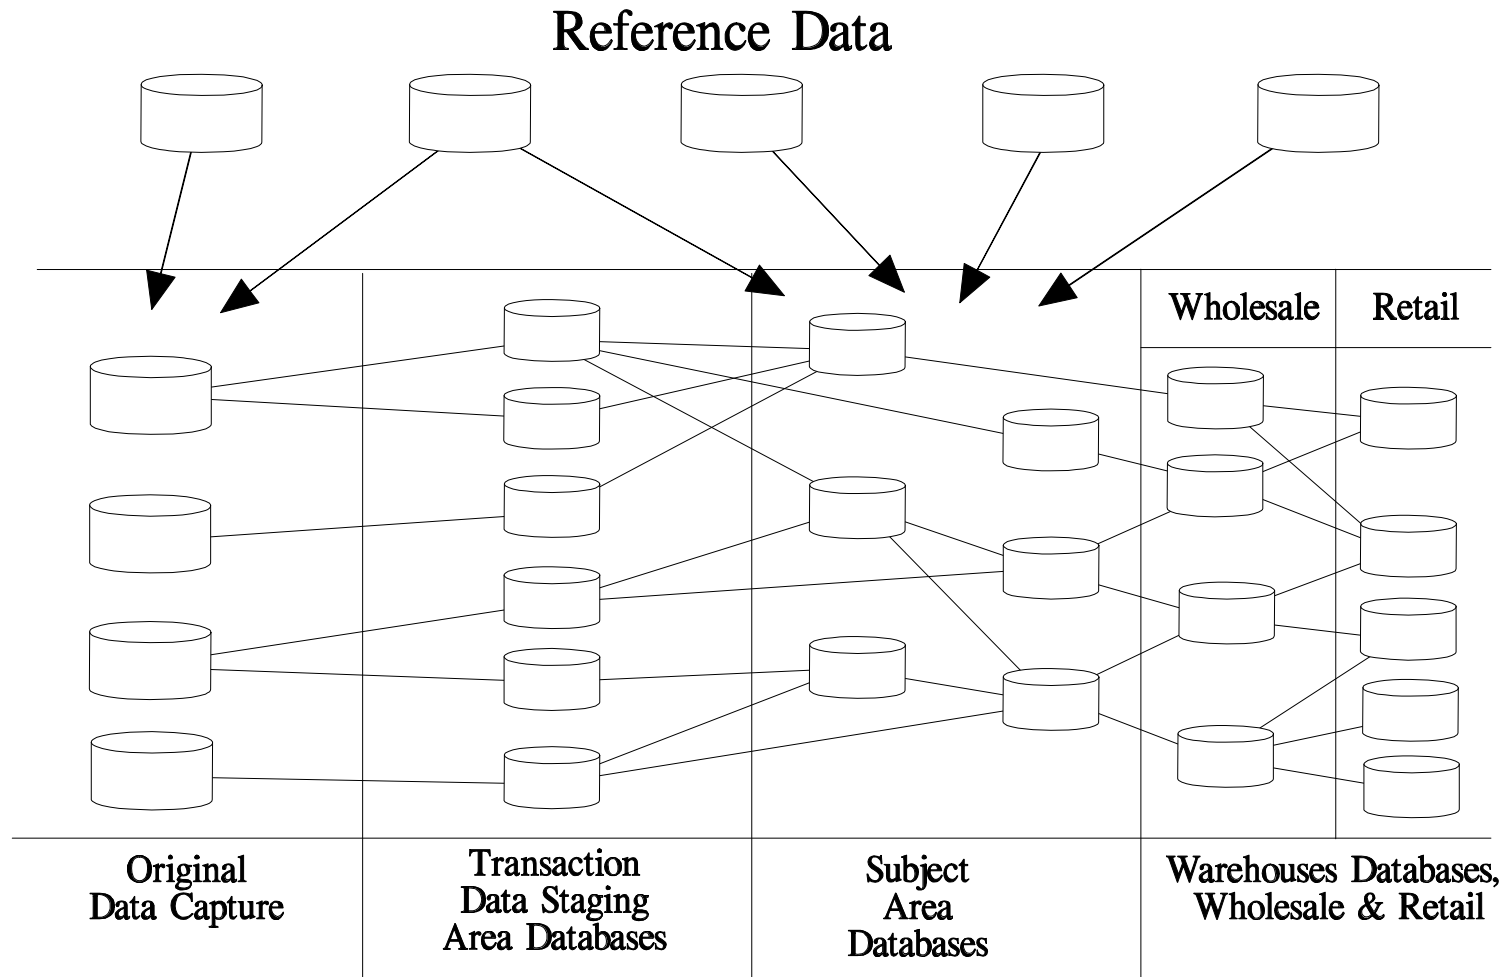 Reference Data
Wholesale
Retail
Original
Data Capture
Transaction
Data Staging
Area Databases
Subject
Area
Databases
Warehouses Databases,
Wholesale & Retail